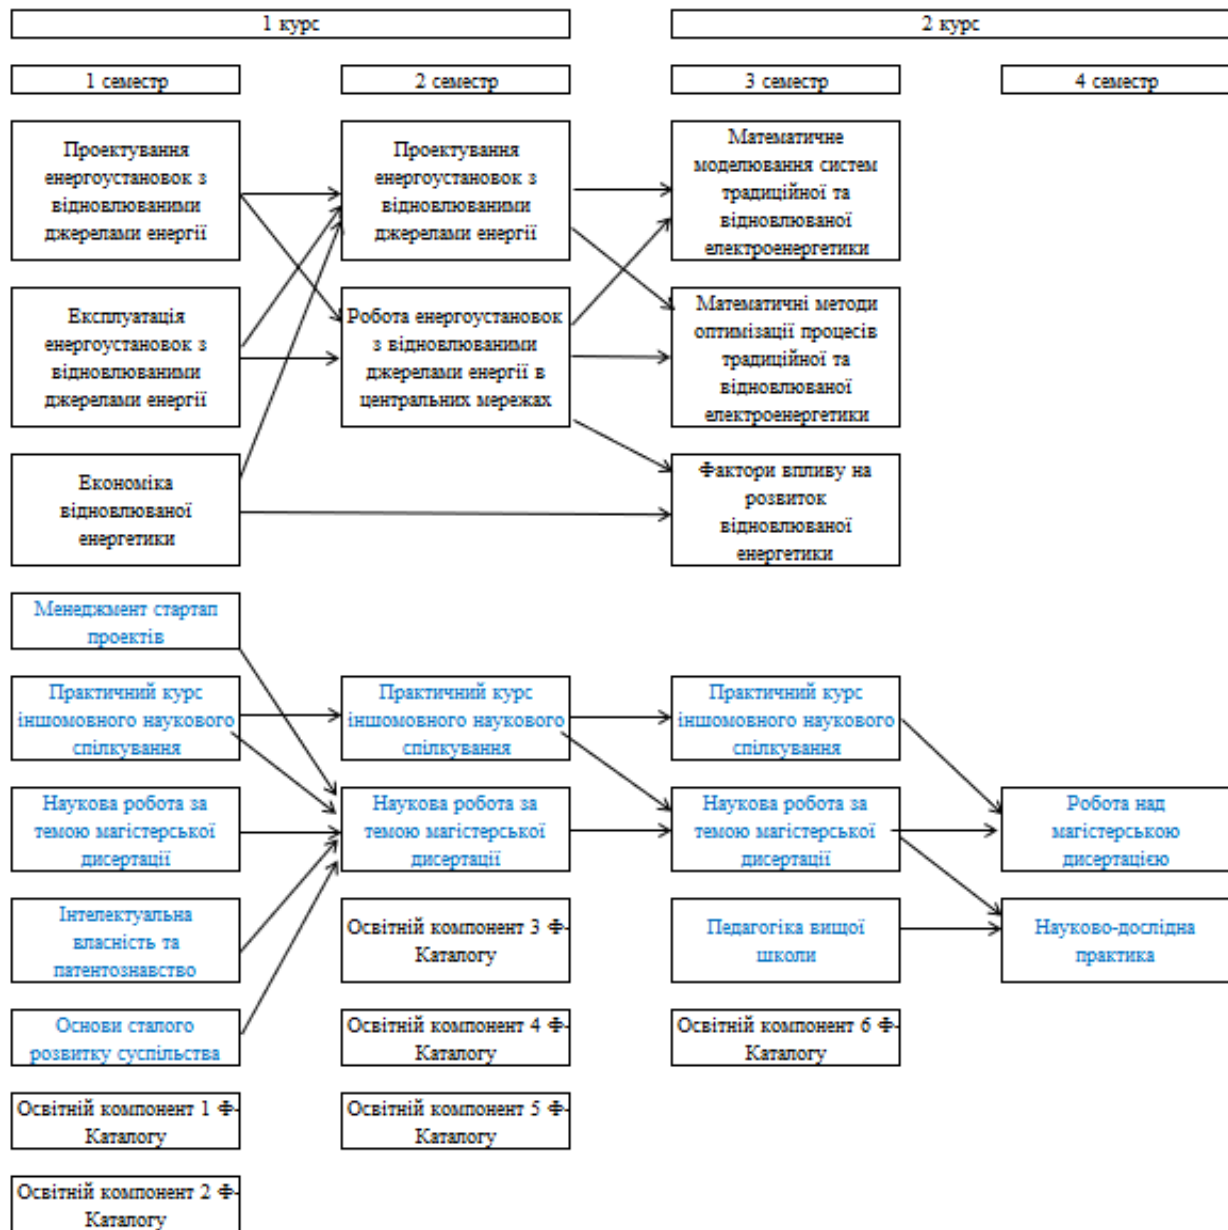 1 курс
2 курс
1 семестр
2 семестр
3 семестр
4 семестр
Проектування
енергоустановок з
відновлюваними
джерелами енергії
Проектування
енергоустановок з
відновлюваними
джерелами енергії
Математичне
моделювання систем
традиційної та
відновлюваної
електроенергетики
Експлуатація
енергоустановок з
відновлюваними
джерелами енергії
Робота енергоустановок
з відновлюваними
джерелами енергії в
центральних мережах
Математичні методи
оптимізації процесів
традиційної та
відновлюваної
електроенергетики
Економіка
відновлюваної
енергетики
Фактори впливу на
розвиток
відновлюваної
енергетики
Менеджмент стартап
проектів
Практичний курс
іншомовного наукового
спілкування
Практичний курс
іншомовного наукового
спілкування
Практичний курс
іншомовного наукового
спілкування
Наукова робота за
темою магістерської
дисертації
Наукова робота за
темою магістерської
дисертації
Наукова робота за
темою магістерської
дисертації
Робота над
магістерською
дисертацією
Інтелектуальна
власність та
патентознавство
Освітній компонент 3 Ф-
Каталогу
Педагогіка вищої
школи
Науково-дослідна
практика
Основи сталого
розвитку суспільства
Освітній компонент 4 Ф-
Каталогу
Освітній компонент 6 Ф-
Каталогу
Освітній компонент 1 Ф-
Каталогу
Освітній компонент 5 Ф-
Каталогу
Освітній компонент 2 Ф-
Каталогу